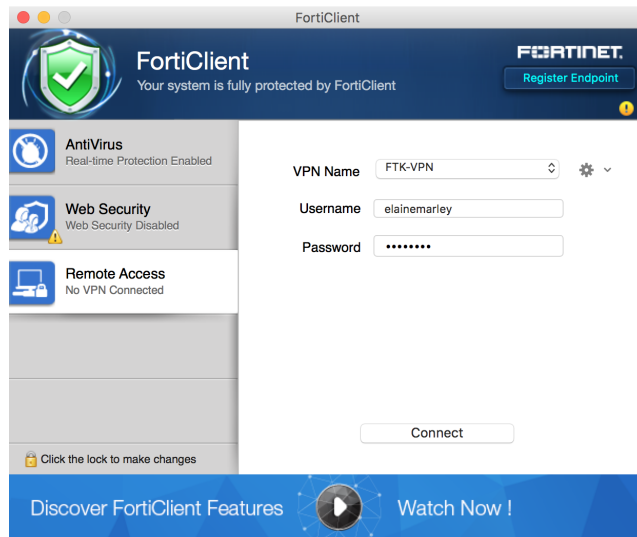 FortiClient
FortiClient
Your system is fully protected by FortiClient
FORTINET.
Register Endpoint
AntiVirus
Real-time Protection Enabled
Web Security
Web Security Disabled
Remote Access
No VPN Connected
Click the lock to make changes
VPN Name FTK-VPN
Username elainemarley
Password ••••••••
Connect
Discover FortiClient Features Watch Now !